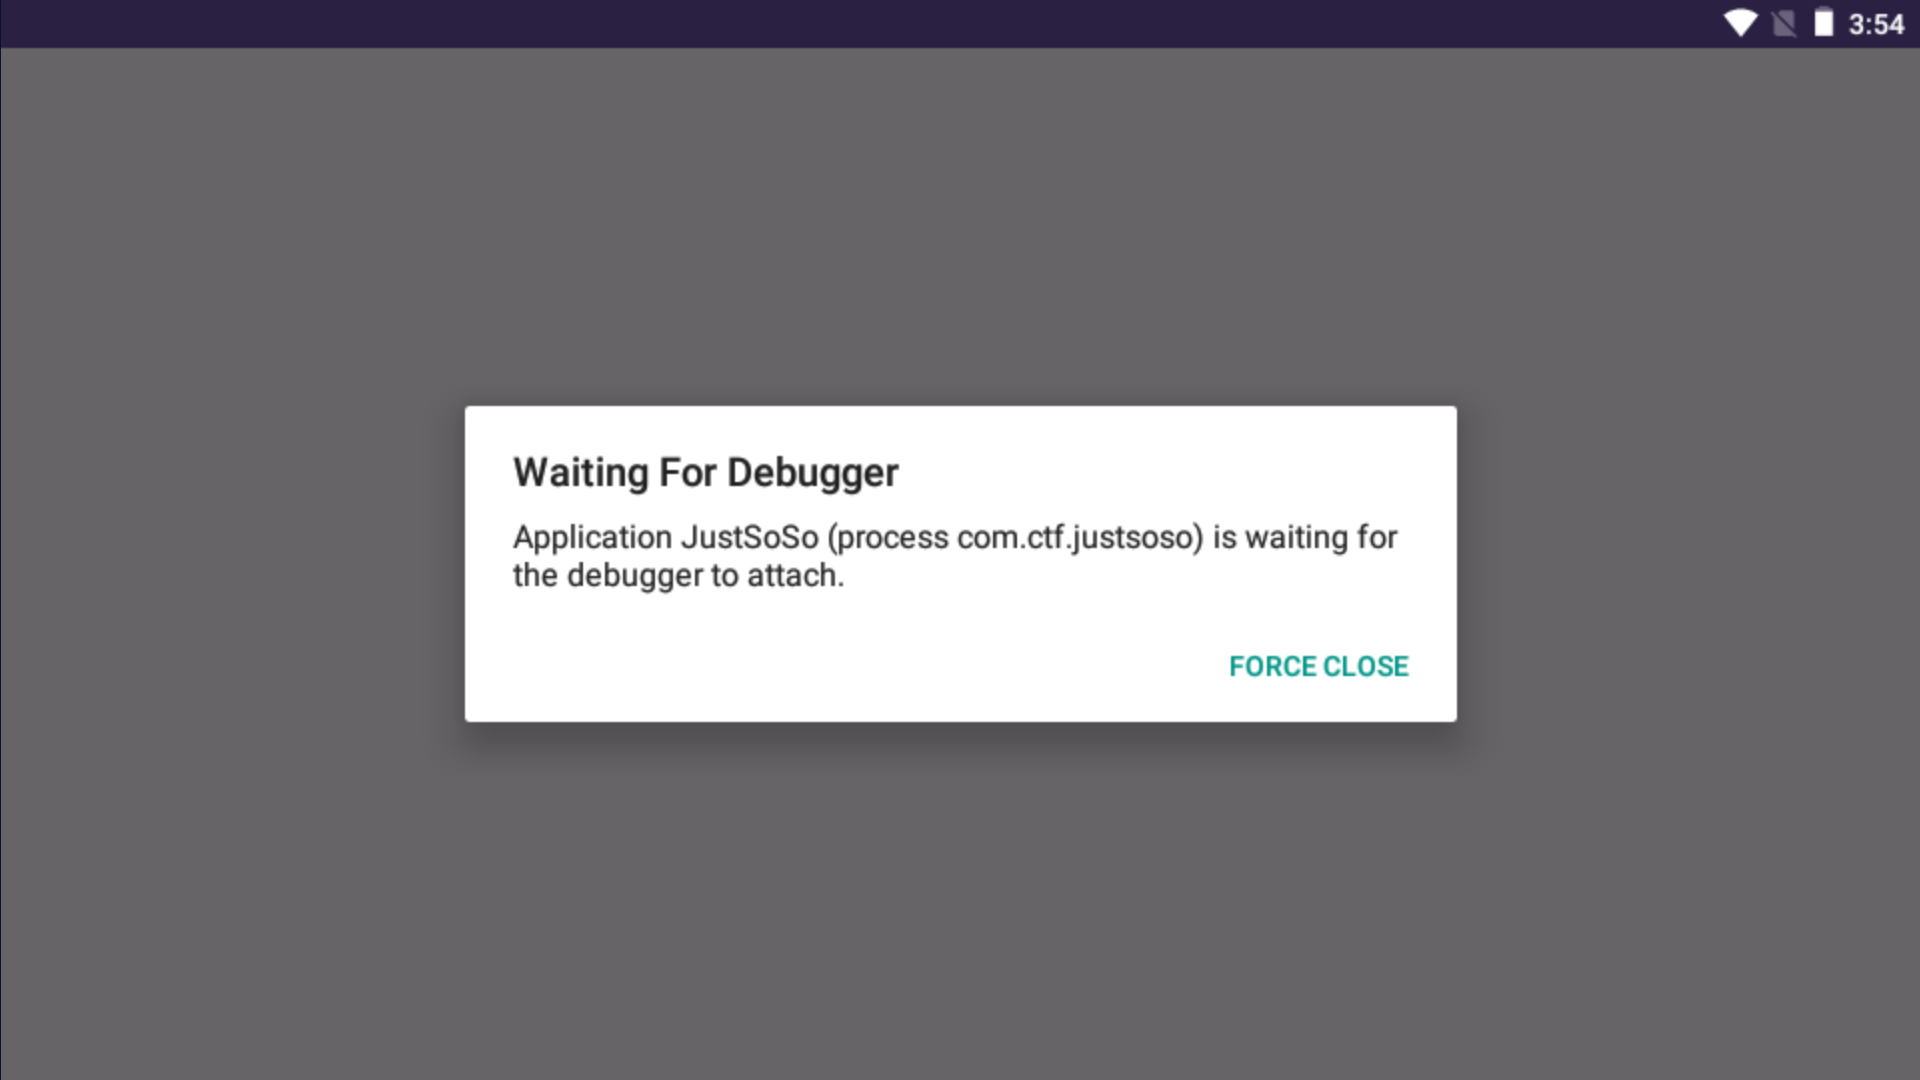 3:54
Waiting For Debugger
Application JustSoSo (process com.ctf.justsoso) is waiting for
the debugger to attach.
FORCE CLOSE